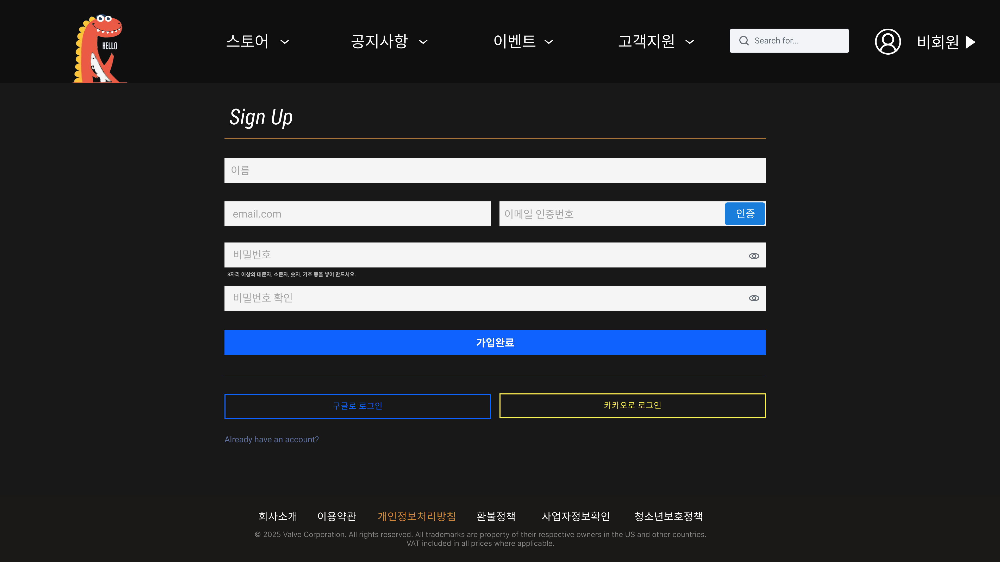 HELLO
스토어 공지사항 이벤트 고객지원 Search for... 비회원
Sign Up
이름
email.com 이메일 인증번호 인증
비밀번호
8자리 이상의 대문자, 소문자, 숫자, 기호 등을 넣어 만드시오.
비밀번호 확인
가입완료
구글로 로그인 카카오로 로그인
Already have an account?
회사소개 이용약관 개인정보처리방침 환불정책 사업자정보확인 청소년보호정책
© 2025 Valve Corporation. All rights reserved. All trademarks are property of their respective owners in the US and other countries.
VAT included in all prices where applicable.